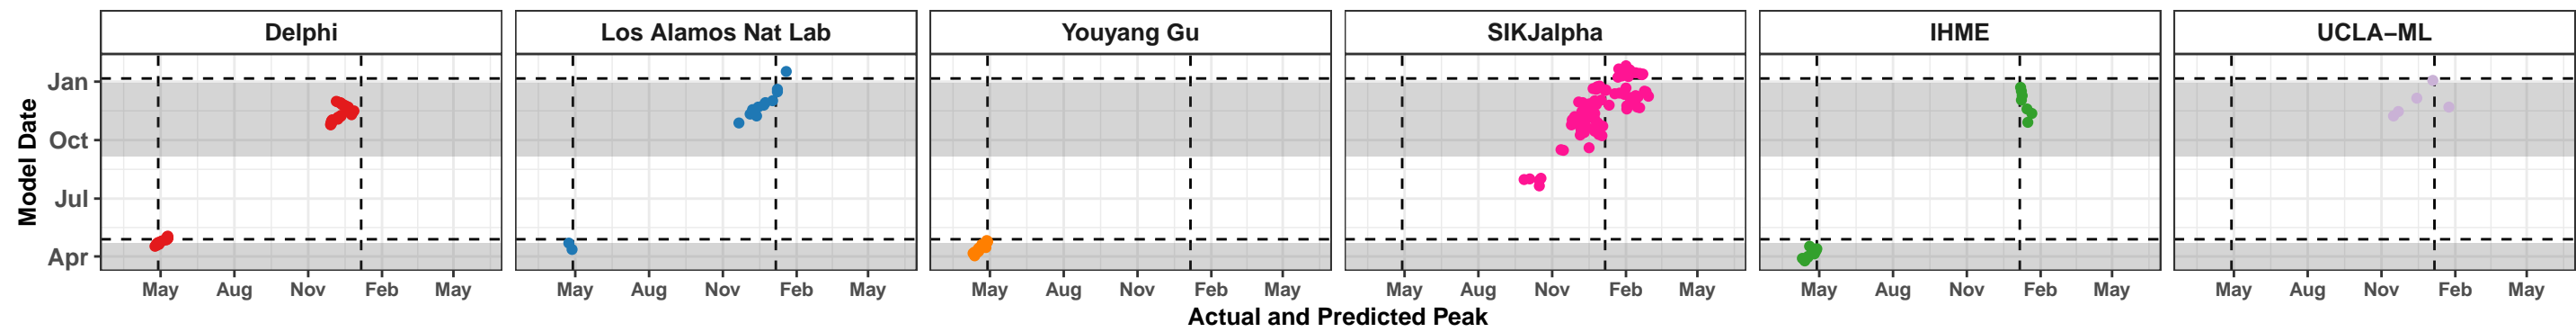 Delphi
Los Alamos Nat Lab
Youyang Gu
SIKJalpha
IHME
UCLA–ML
Model Date
Jan
Oct
Jul
Apr
May Aug Nov Feb May
May Aug Nov Feb May
May Aug Nov Feb May
May Aug Nov Feb May
May Aug Nov Feb May
May Aug Nov Feb May
Actual and Predicted Peak